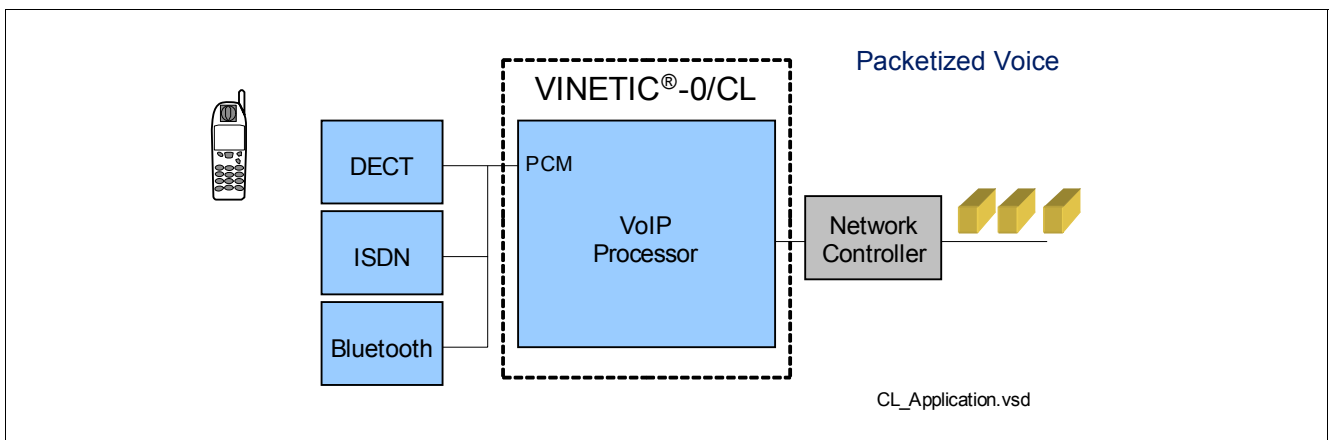 Packetized Voice
VINETIC®-0/CL
DECT
PCM
ISDN
Bluetooth
VoIP
Processor
Network
Controller
CL_Application.vsd